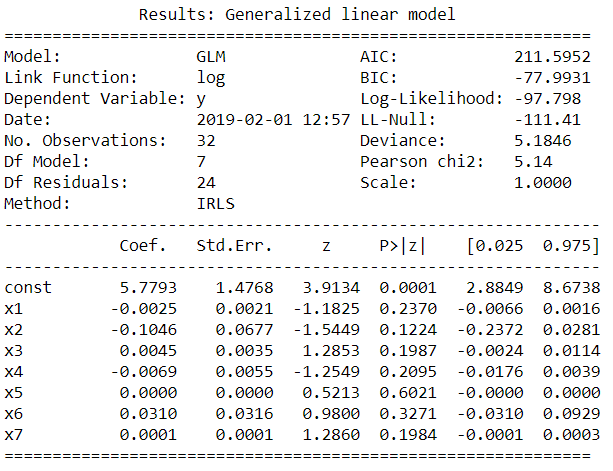 Results: Generalized linear model
==============================================================
Model: GLM AIC: 211.5952
Link Function: log BIC: -77.9931
Dependent Variable: y Log-Likelihood: -97.798
Date: 2019-02-01 12:57 LL-Null: -111.41
No. Observations: 32 Deviance: 5.1846
Df Model: 7 Pearson chi2: 5.14
Df Residuals: 24 Scale: 1.0000
Method: IRLS
--------------------------------------------------------------
Coef. Std.Err. z P>|z| [0.025 0.975]
--------------------------------------------------------------
const 5.7793 1.4768 3.9134 0.0001 2.8849 8.6738
x1 -0.0025 0.0021 -1.1825 0.2370 -0.0066 0.0016
x2 -0.1046 0.0677 -1.5449 0.1224 -0.2372 0.0281
x3 0.0045 0.0035 1.2853 0.1987 -0.0024 0.0114
x4 -0.0069 0.0055 -1.2549 0.2095 -0.0176 0.0039
x5 0.0000 0.0000 0.5213 0.6021 -0.0000 0.0000
x6 0.0310 0.0316 0.9800 0.3271 -0.0310 0.0929
x7 0.0001 0.0001 1.2860 0.1984 -0.0001 0.0003
==============================================================